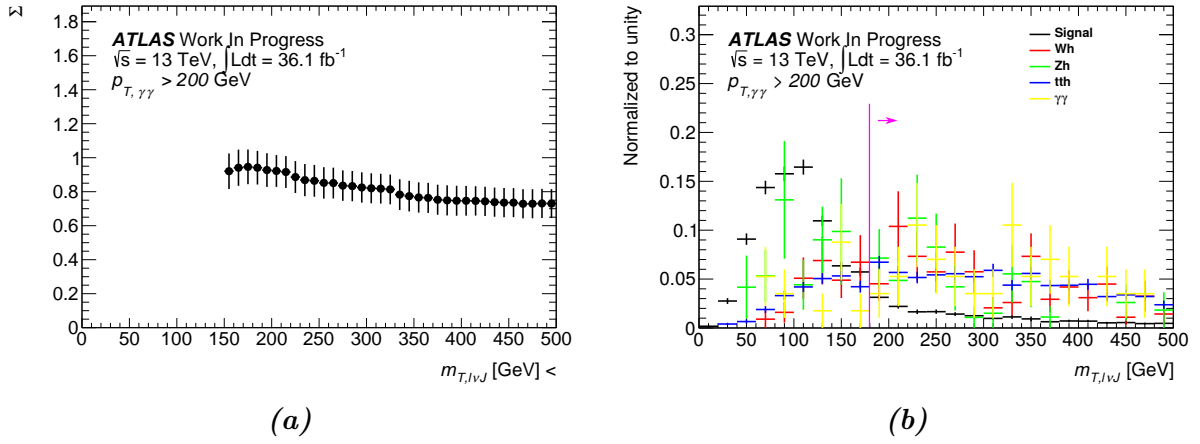 Σ
1.8
1.6
1.4
1.2
1
0.8
0.6
0.4
0.2
0
ATLAS Work In Progress
√s = 13 TeV, ∫Ldt = 36.1 fb⁻¹
p_{T, γγ} > 200 GeV
0 50 100 150 200 250 300 350 400 450 500
m_{T,lνJ} [GeV] <
(a)
Normalized to unity
0.3
0.25
0.2
0.15
0.1
0.05
0
ATLAS Work In Progress
√s = 13 TeV, ∫Ldt = 36.1 fb⁻¹
p_{T,γγ} > 200 GeV
Signal
Wh
Zh
tth
γγ
0 50 100 150 200 250 300 350 400 450 500
m_{T,lνJ} [GeV]
(b)